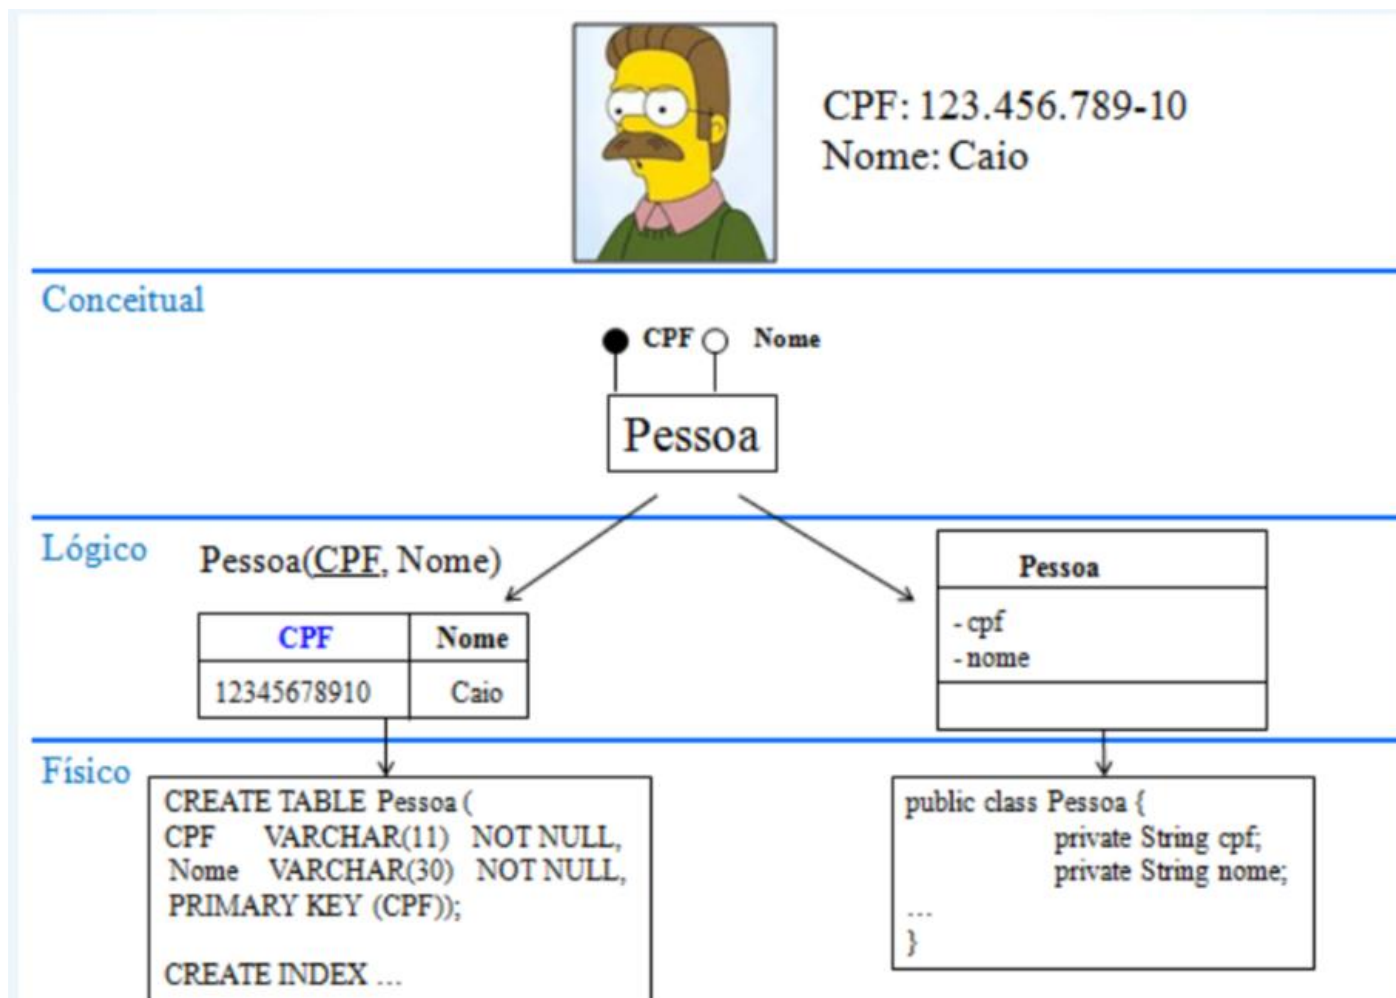 CPF: 123.456.789-10
Nome: Caio
Conceitual
CPF Nome
Pessoa
Lógico
Pessoa(CPF, Nome)
CPF Nome
12345678910 Caio
Pessoa
- cpf
- nome
Físico
CREATE TABLE Pessoa (
CPF VARCHAR(11) NOT NULL,
Nome VARCHAR(30) NOT NULL,
PRIMARY KEY (CPF));
CREATE INDEX ...
public class Pessoa {
private String cpf;
private String nome;
...
}